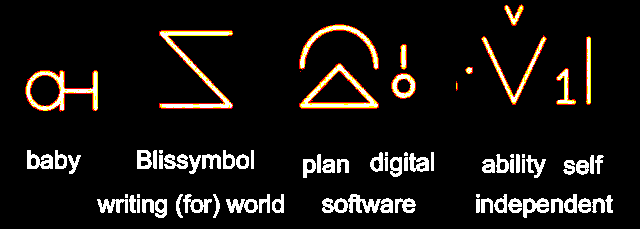 baby Blissymbol plan digital ability self
writing (for) world software independent